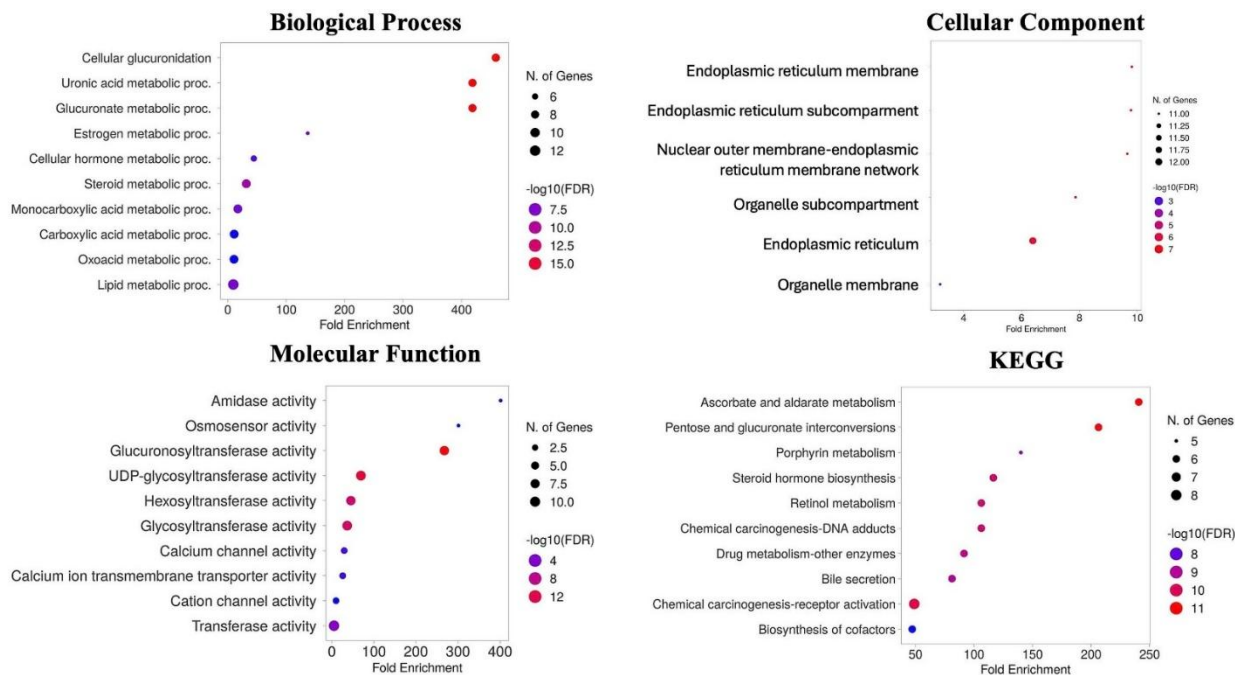 Biological Process
Cellular glucuronidation
Uronic acid metabolic proc.
Glucuronate metabolic proc.
Estrogen metabolic proc.
Cellular hormone metabolic proc.
Steroid metabolic proc.
Monocarboxylic acid metabolic proc.
Carboxylic acid metabolic proc.
Oxoacid metabolic proc.
Lipid metabolic proc.
0 100 200 300 400
Fold Enrichment
N. of Genes
6
8
10
12
-log10(FDR)
7.5
10.0
12.5
15.0
Cellular Component
Endoplasmic reticulum membrane
Endoplasmic reticulum subcomparment
Nuclear outer membrane-endoplasmic
reticulum membrane network
Organelle subcompartment
Endoplasmic reticulum
Organelle membrane
4 6 8 10
Fold Enrichment
N. of Genes
11.00
11.25
11.50
11.75
12.00
-log10(FDR)
3
4
5
6
7
Molecular Function
Amidase activity
Osmosensor activity
Glucuronosyltransferase activity
UDP-glycosyltransferase activity
Hexosyltransferase activity
Glycosyltransferase activity
Calcium channel activity
Calcium ion transmembrane transporter activity
Cation channel activity
Transferase activity
0 100 200 300 400
Fold Enrichment
N. of Genes
2.5
5.0
7.5
10.0
-log10(FDR)
4
8
12
KEGG
Ascorbate and aldarate metabolism
Pentose and glucuronate interconversions
Porphyrin metabolism
Steroid hormone biosynthesis
Retinol metabolism
Chemical carcinogenesis-DNA adducts
Drug metabolism-other enzymes
Bile secretion
Chemical carcinogenesis-receptor activation
Biosynthesis of cofactors
50 100 150 200 250
Fold Enrichment
N. of Genes
5
6
7
8
-log10(FDR)
8
9
10
11